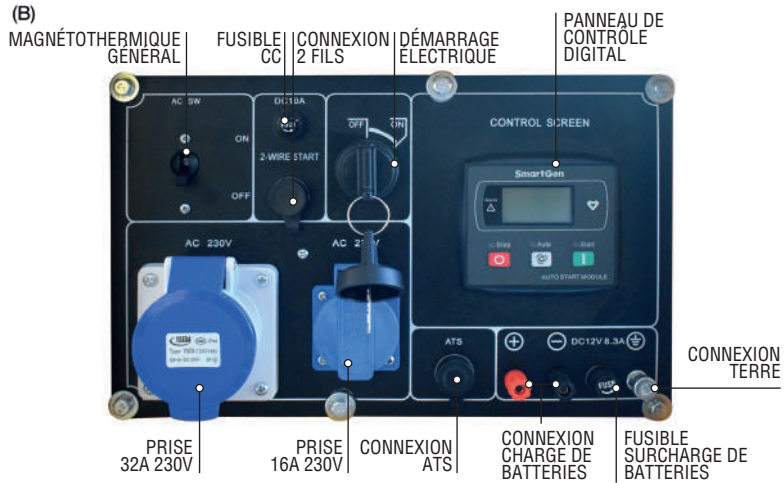 (B)
MAGNÉTOTHERMIQUE
GÉNÉRAL
FUSIBLE
CC
CONNEXION
2 FILS
DÉMARRAGE
ÉLECTRIQUE
PANNEAU DE
CONTRÔLE
DIGITAL
AC SW
ON
OFF
DC10A
FUSE
2-WIRE START
OFF
ON
CONTROL SCREEN
SmartGen
Alarm
Stop
Auto
Start
AUTO START MODULE
AC 230V
AC 230V
ATS
DC12V 8.3A
FUSE
CONNEXION
TERRE
PRISE
32A 230V
PRISE
16A 230V
CONNEXION
ATS
CONNEXION
CHARGE DE
BATTERIES
FUSIBLE
SURCHARGE DE
BATTERIES